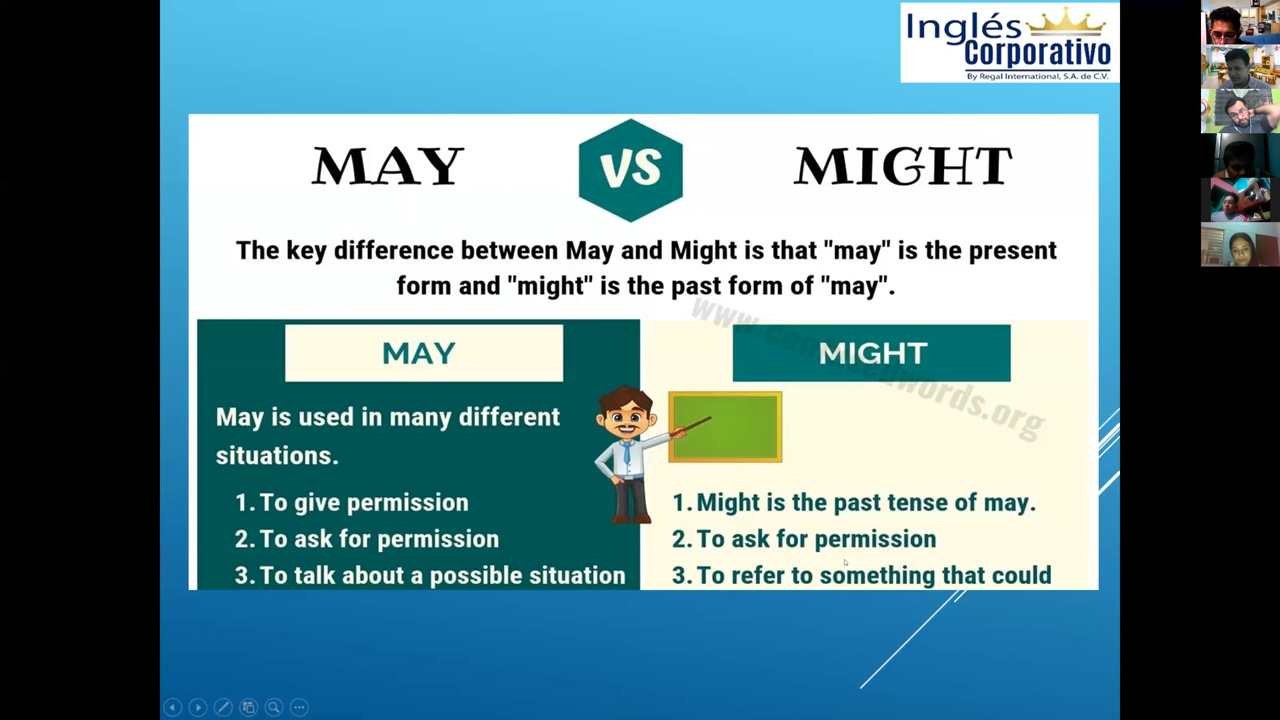 Inglés
Corporativo
By Regal International, S.A. de C.V.
MAY
VS
MIGHT
The key difference between May and Might is that "may" is the present
form and "might" is the past form of "may".
MAY
May is used in many different
situations.
1. To give permission
2. To ask for permission
3. To talk about a possible situation
MIGHT
1. Might is the past tense of may.
2. To ask for permission
3. To refer to something that could